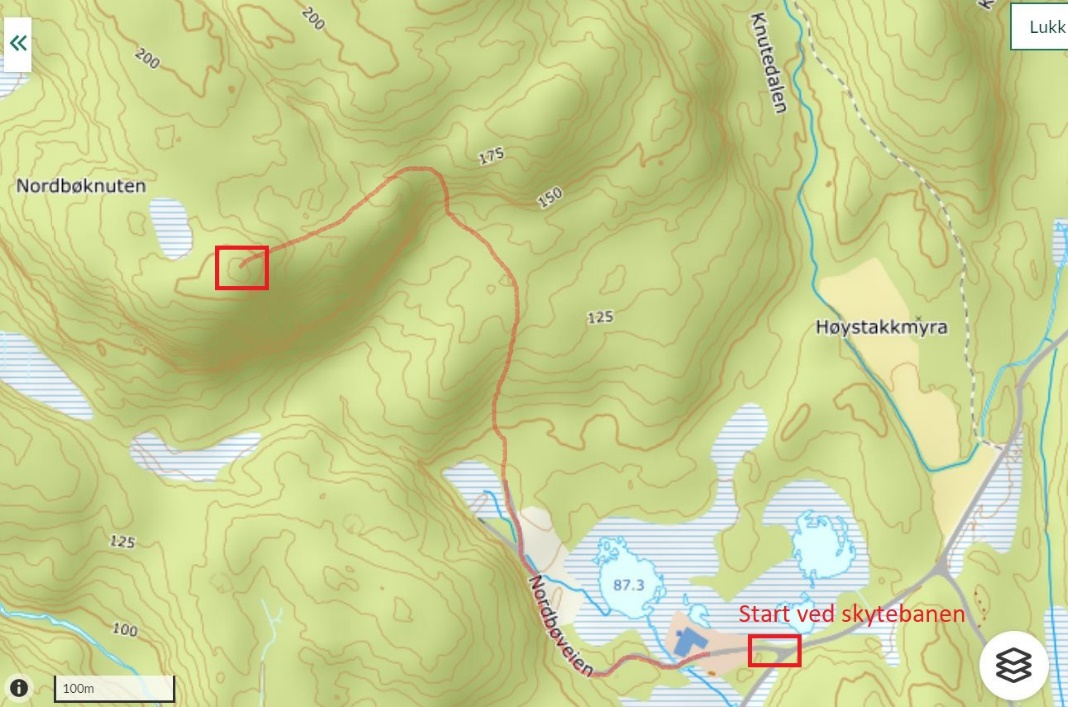 200
200
Knutedalen
Lukk
175
Nordbøknuten
150
125
Høystakkmyra
125
87.3
Nordbøveien
Start ved skytebanen
100
100m